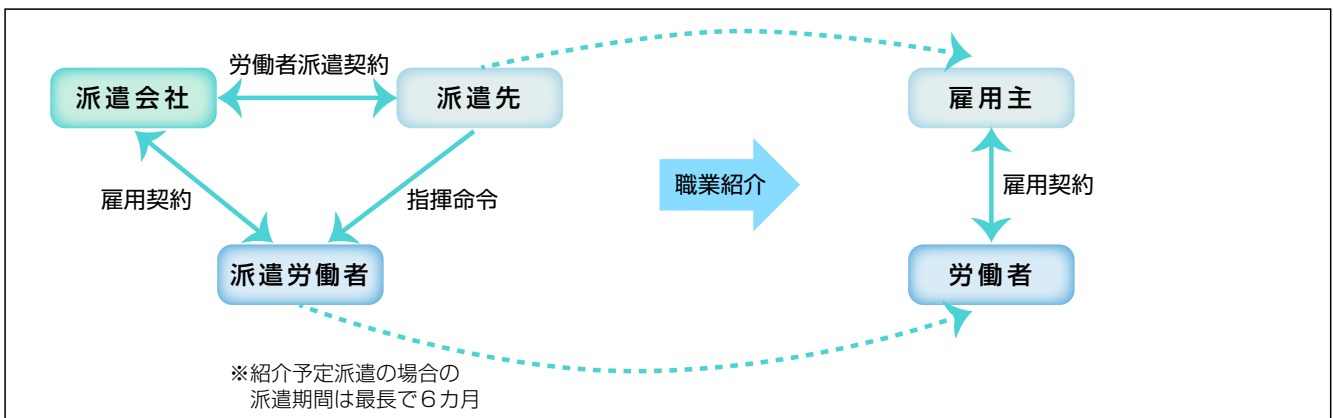 労働者派遣契約
派遣会社
派遣先
雇用主
職業紹介
雇用契約
指揮命令
雇用契約
派遣労働者
労働者
※紹介予定派遣の場合の
派遣期間は最長で6カ月